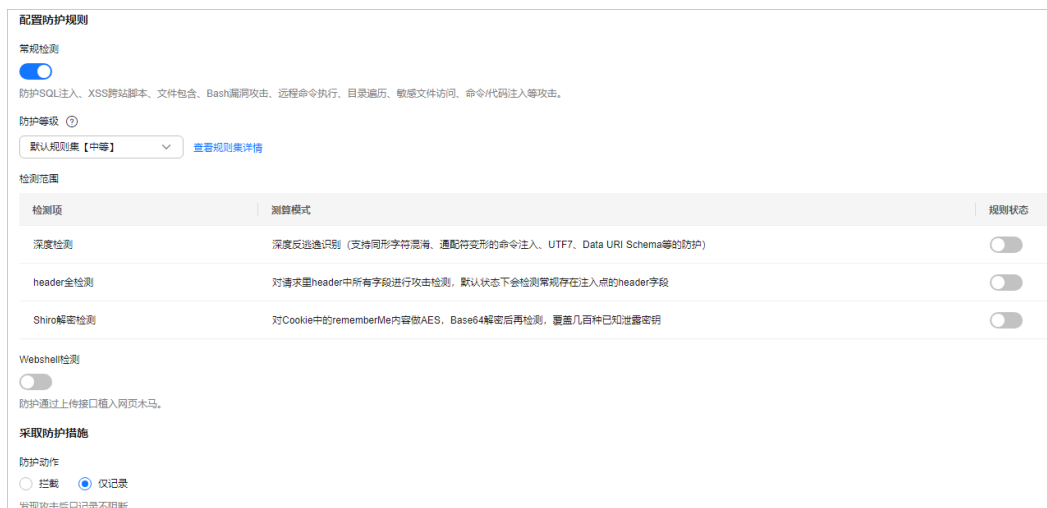 配置防护规则
常规检测
防护SQL注入、XSS跨站脚本、文件包含、Bash漏洞攻击、远程命令执行、目录遍历、敏感文件访问、命令/代码注入等攻击。
防护等级 ?
默认规则集【中等】 查看规则集详情
检测范围
检测项 测算模式 规则状态
深度检测 深度反逃逸识别（支持同形字符混淆、通配符变形的命令注入、UTF7、Data URI Schema等的防护）
header全检测 对请求里header中所有字段进行攻击检测，默认状态下会检测常规存在注入点的header字段
Shiro解密检测 对Cookie中的rememberMe内容做AES，Base64解密后再检测，覆盖几百种已知泄露密钥
Webshell检测
防护通过上传接口植入网页木马。
采取防护措施
防护动作
拦截 仅记录
发现攻击后只记录不阻断